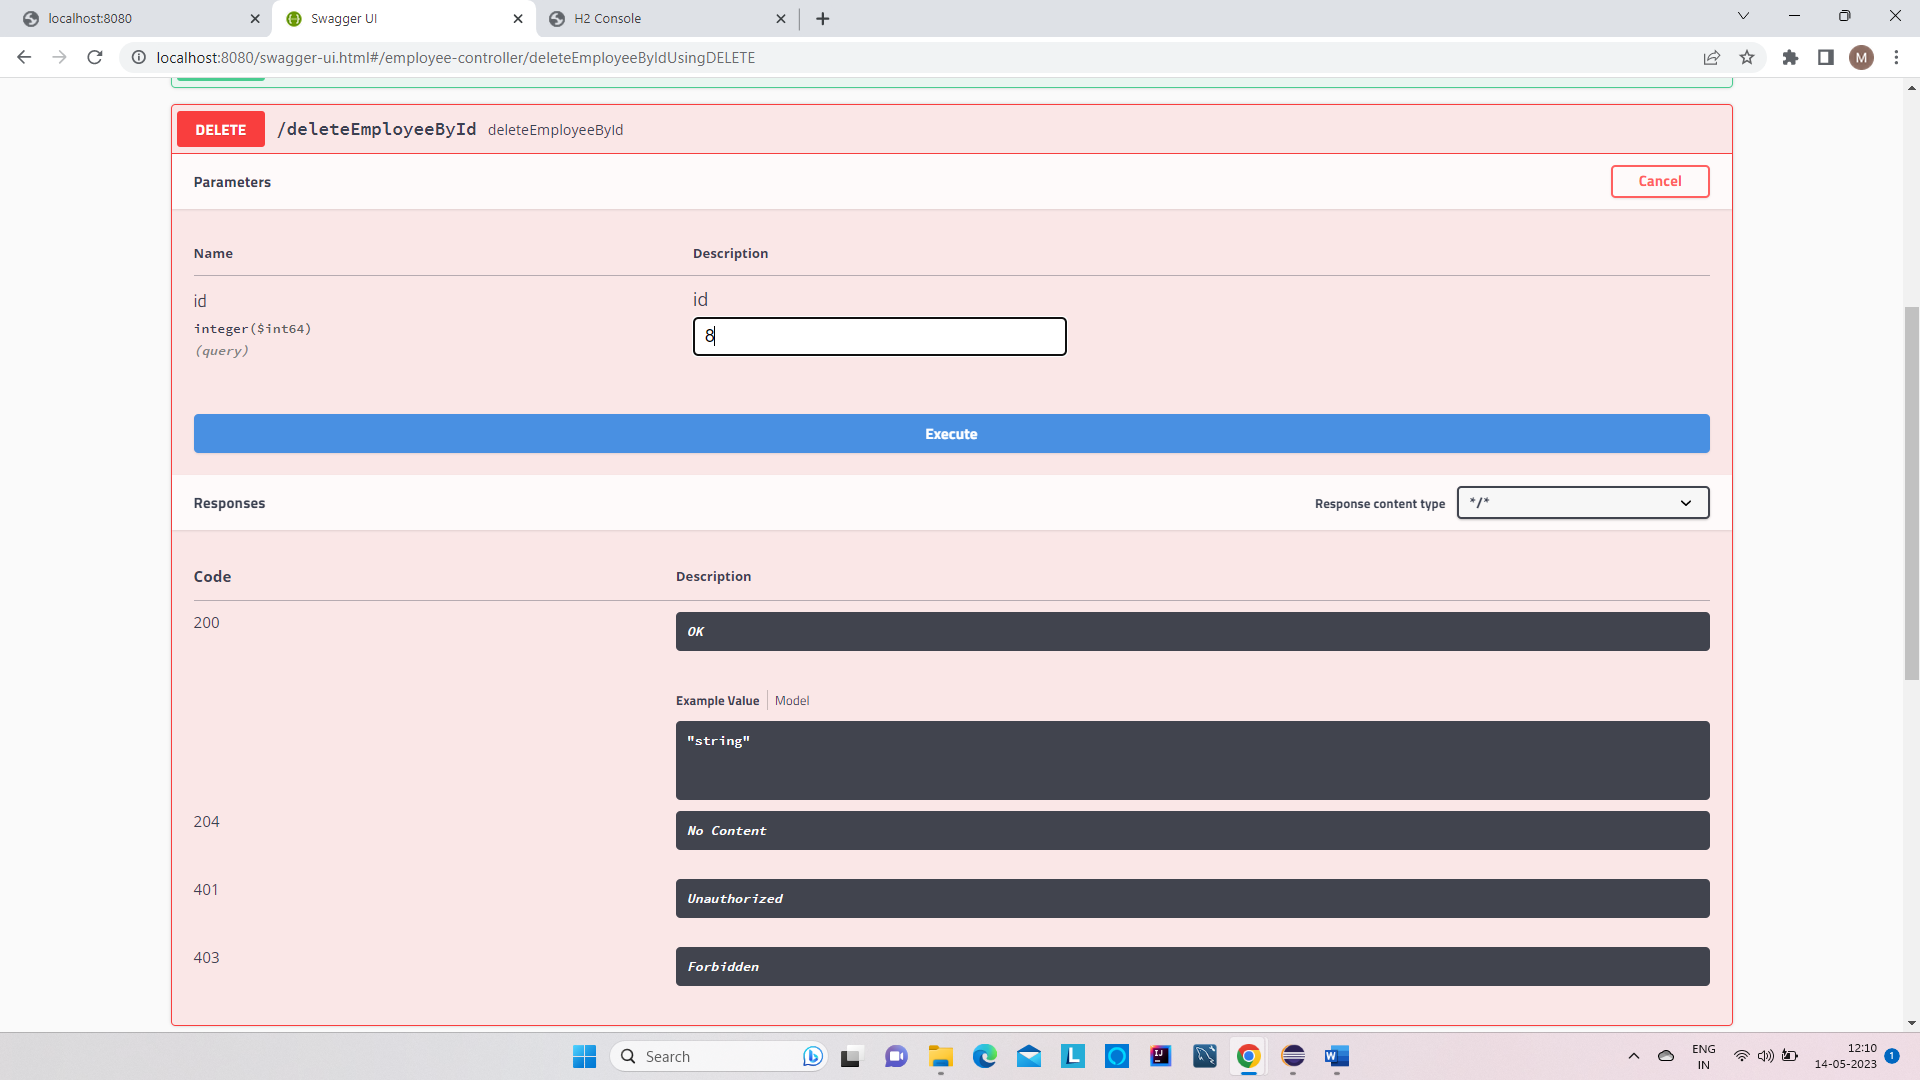 localhost:8080
Swagger UI
H2 Console
localhost:8080/swagger-ui.html#/employee-controller/deleteEmployeeByIdUsingDELETE
M
DELETE /deleteEmployeeById deleteEmployeeById
Parameters
Cancel
Name Description
id id
integer($int64)
(query)
8
Execute
Responses
Response content type */*
Code Description
200
OK
Example Value Model
"string"
204
No Content
401
Unauthorized
403
Forbidden
Search
ENG
IN
12:10
14-05-2023
1